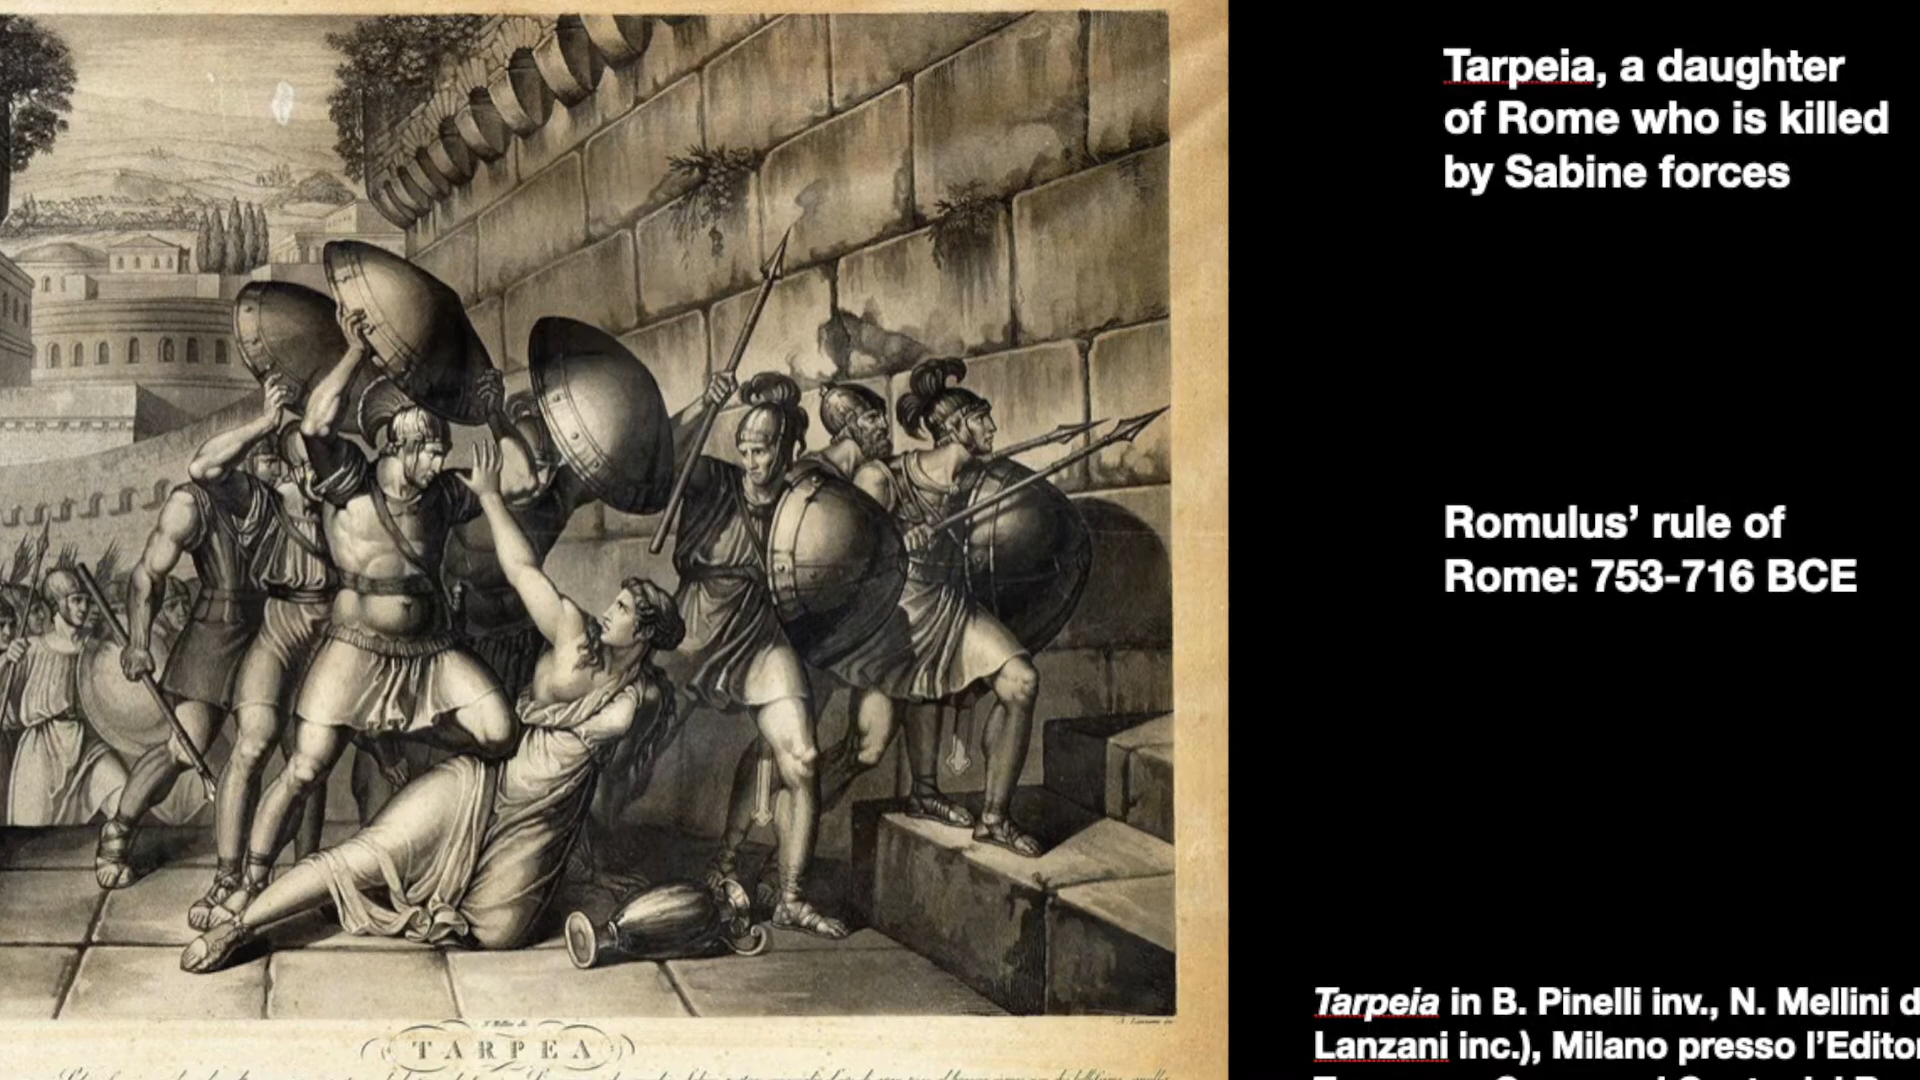 Tarpeia, a daughter
of Rome who is killed
by Sabine forces
Romulus’ rule of
Rome: 753-716 BCE
Tarpeia in B. Pinelli inv., N. Mellini d
Lanzani inc.), Milano presso l’Editor
TARPEA